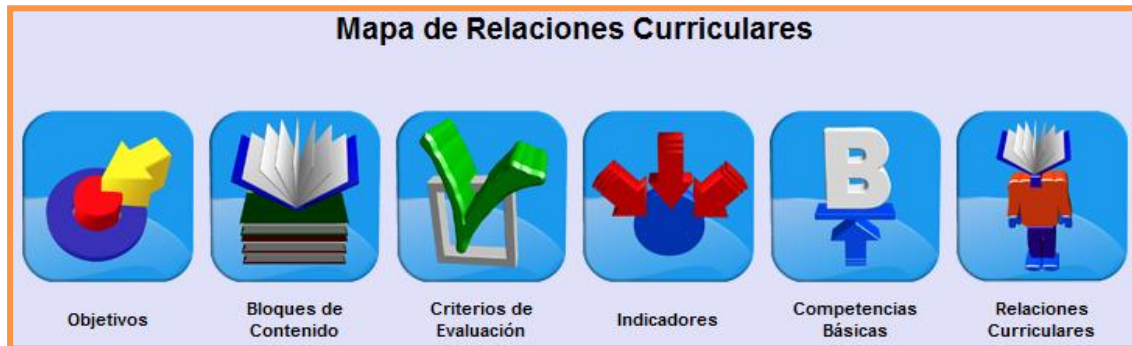 Mapa de Relaciones Curriculares
B
Objetivos
Bloques de
Contenido
Criterios de
Evaluación
Indicadores
Competencias
Básicas
Relaciones
Curriculares